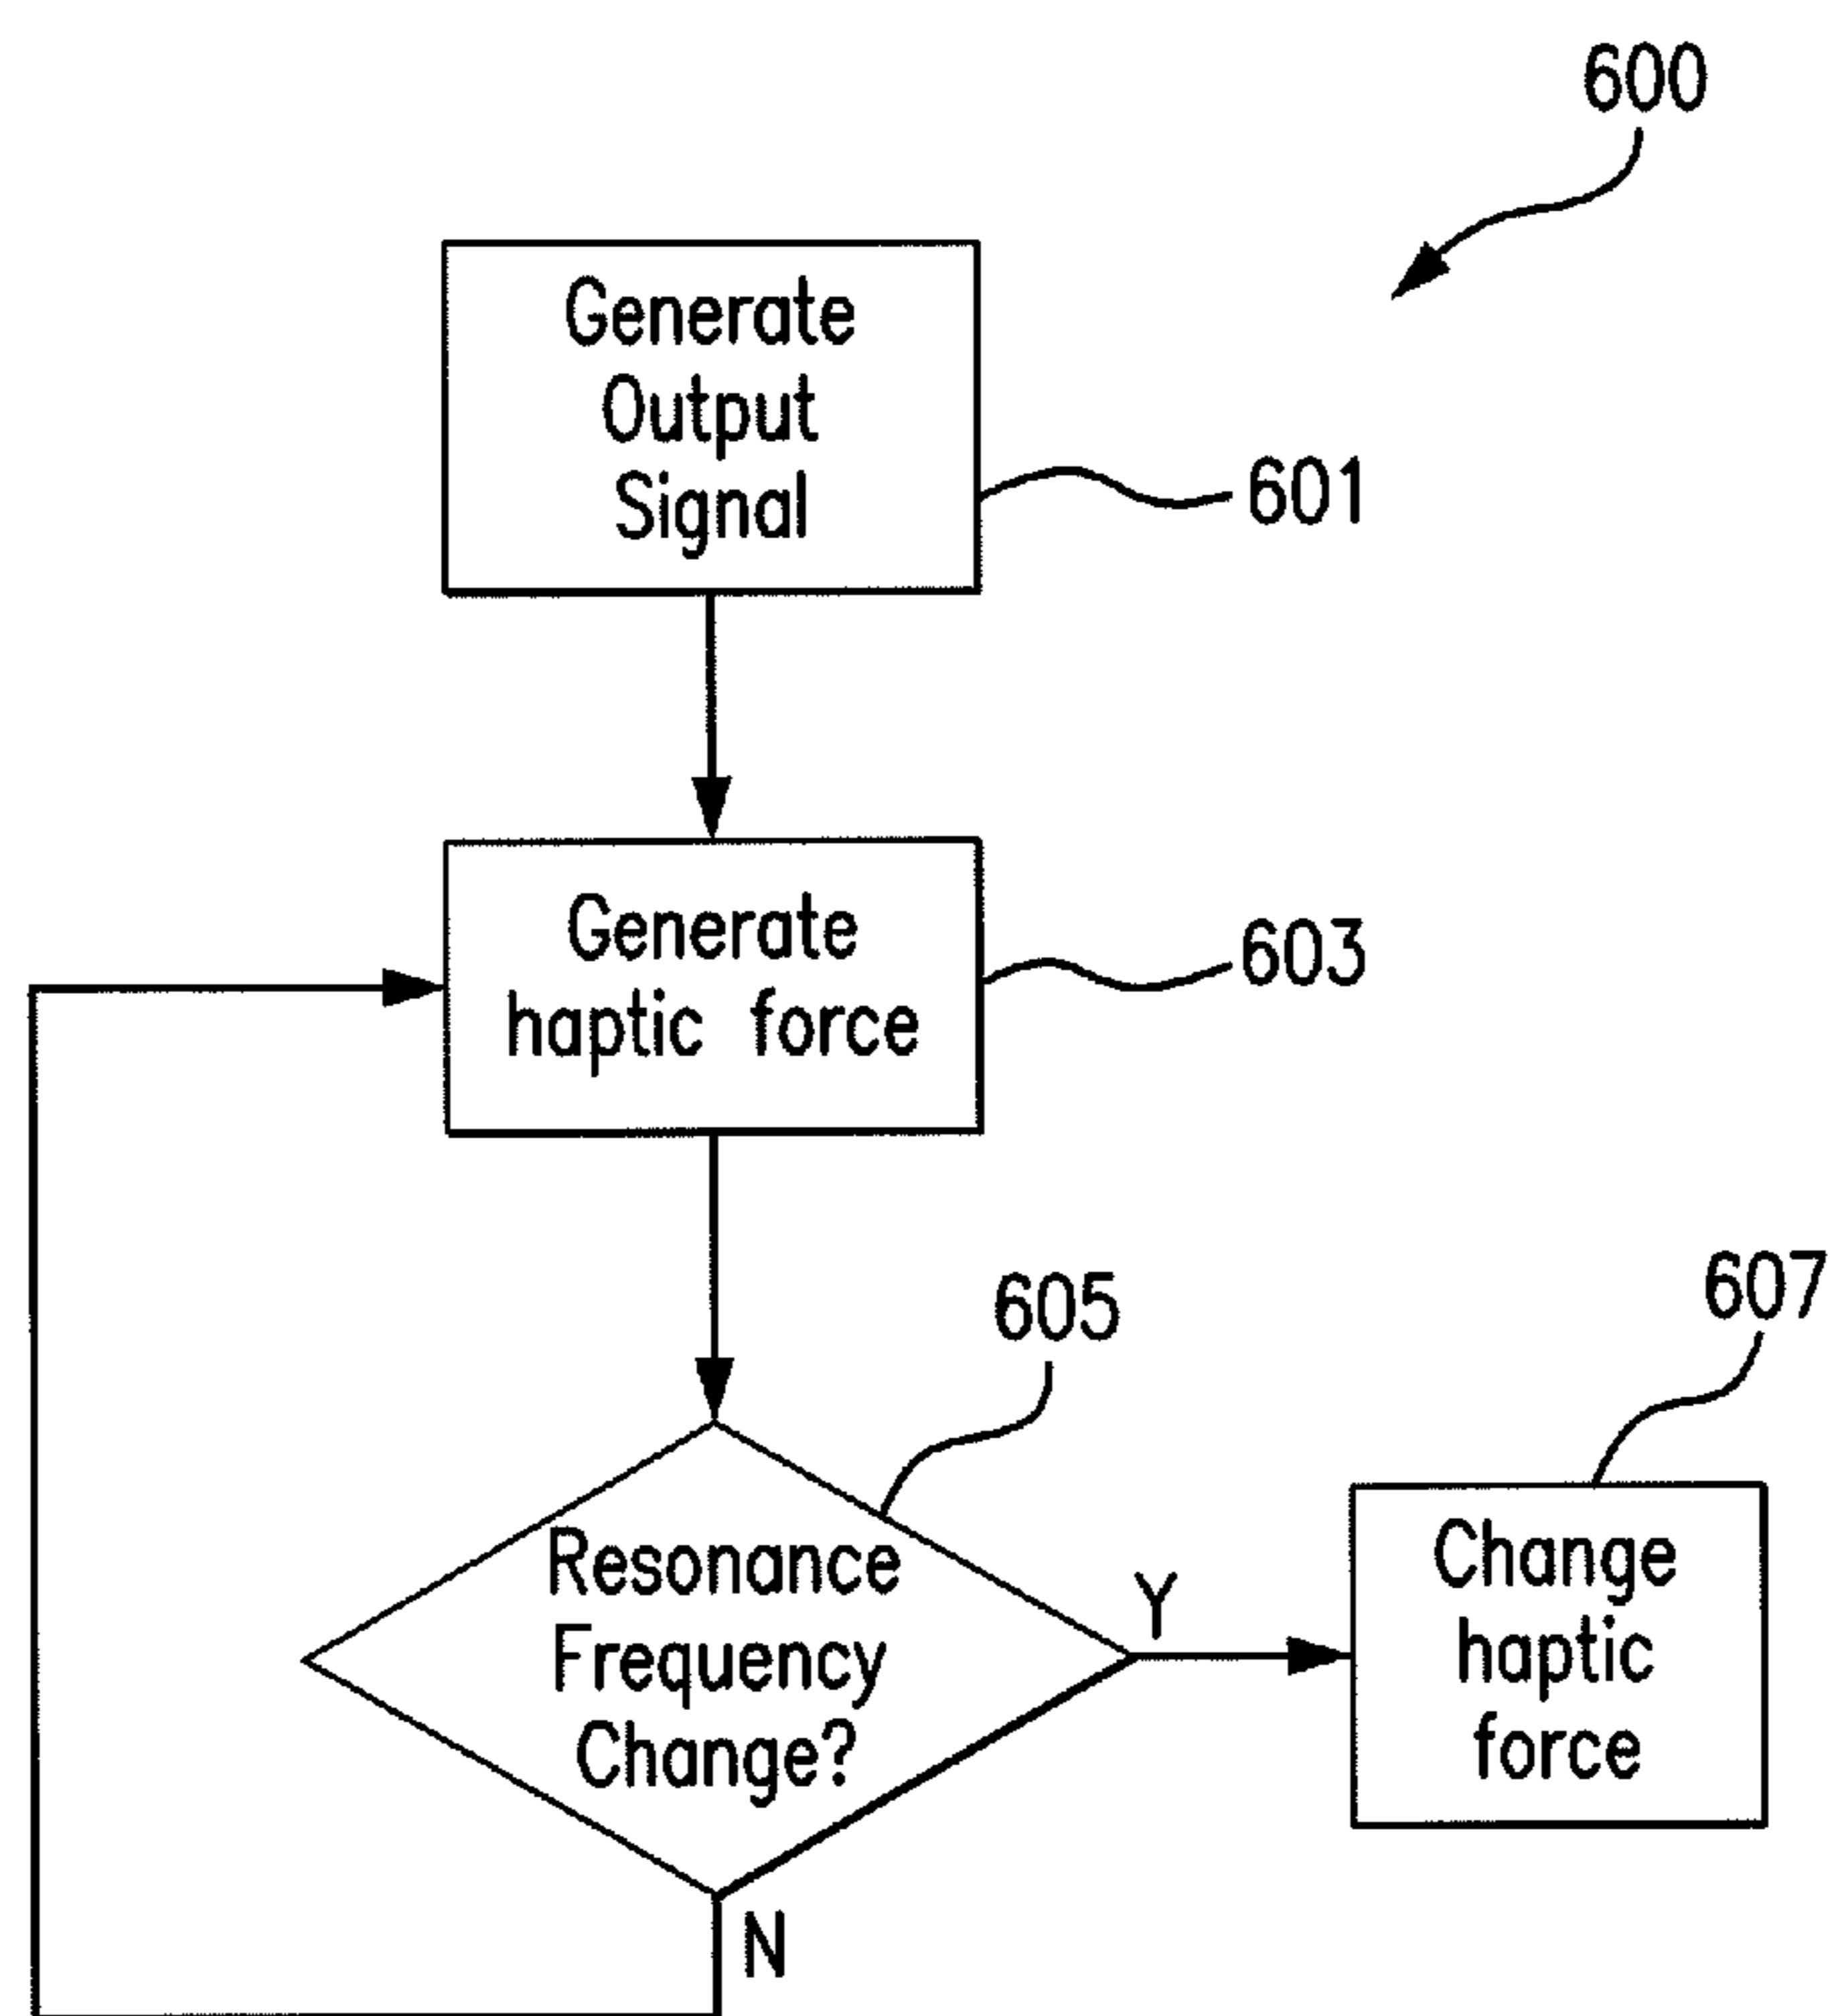 600
Generate
Output
Signal
601
Generate
haptic force
603
605
607
Resonance
Frequency
Change?
Y
Change
haptic
force
N